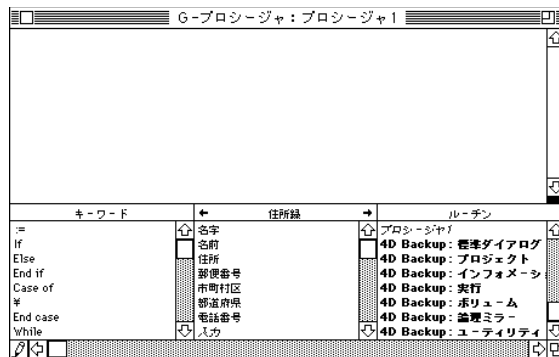 G-プロシージャ：プロシージャ1
キーワード
:=
If
Else
End if
Case of
¥
End case
While
← 住所録 →
名字
名前
住所
郵便番号
市町村区
都道府県
電話番号
入力
ルーチン
プロシージャ1
4D Backup: 標準ダイアログ
4D Backup: プロジェクト
4D Backup: インフォメーシ
4D Backup: 実行
4D Backup: ボリューム
4D Backup: 論理ミラー
4D Backup: ユーティリティ